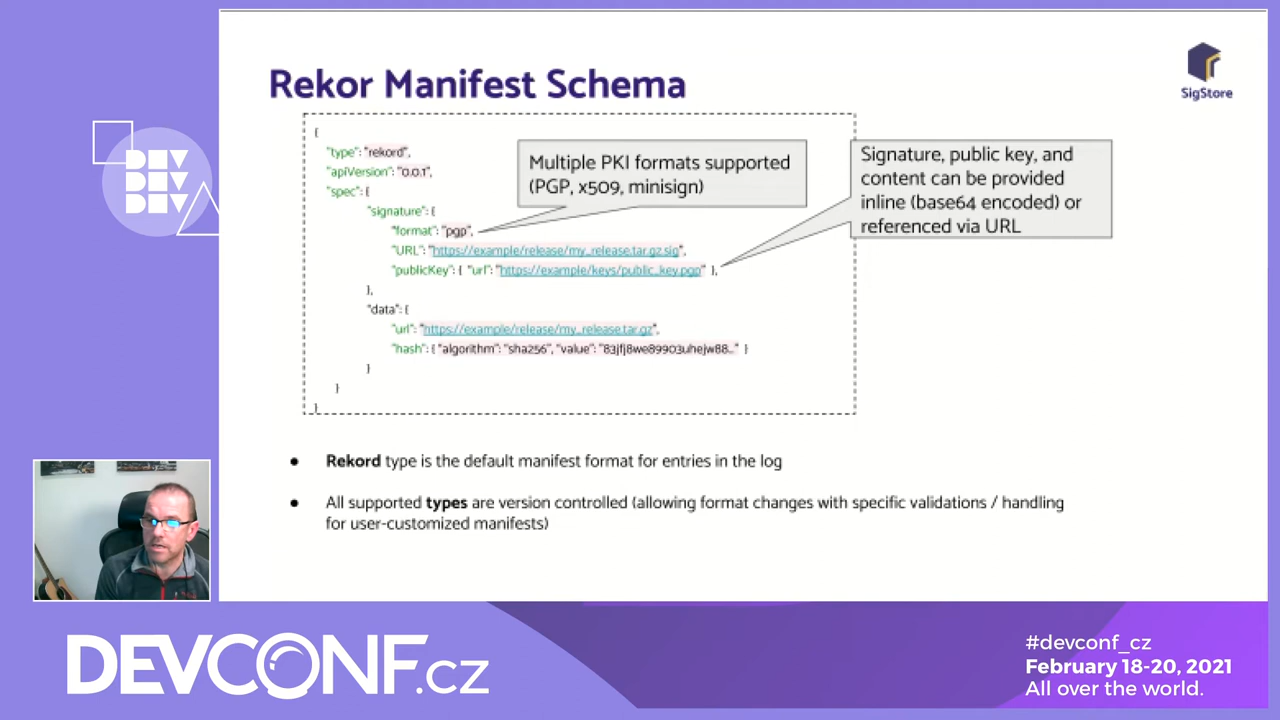 Rekor Manifest Schema
SigStore
{
"type": "rekord",
"apiVersion": "0.0.1",
"spec": {
"signature": {
"format": "pgp",
"URL": "https://example/release/my_release.tar.gz.sig",
"publicKey": { "url": "https://example/keys/public_key.pgp" },
},
"data": {
"url": "https://example/release/my_release.tar.gz",
"hash": { "algorithm": "sha256", "value": "83jfj8we89903uhejw88..." }
}
}
}
Multiple PKI formats supported
(PGP, x509, minisign)
Signature, public key, and
content can be provided
inline (base64 encoded) or
referenced via URL
● Rekord type is the default manifest format for entries in the log
● All supported types are version controlled (allowing format changes with specific validations / handling
for user-customized manifests)
DEV
DEV
DEV
DEVCONF.cz
#devconf_cz
February 18-20, 2021
All over the world.